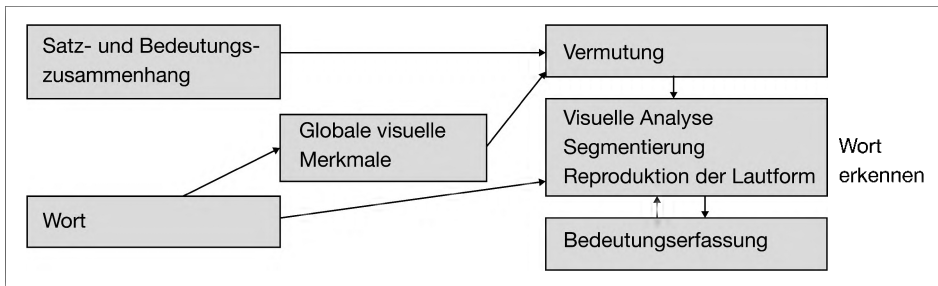 Satz- und Bedeutungs-
zusammenhang
Vermutung
Globale visuelle
Merkmale
Visuelle Analyse
Segmentierung
Reproduktion der Lautform
Wort
erkennen
Wort
Bedeutungserfassung